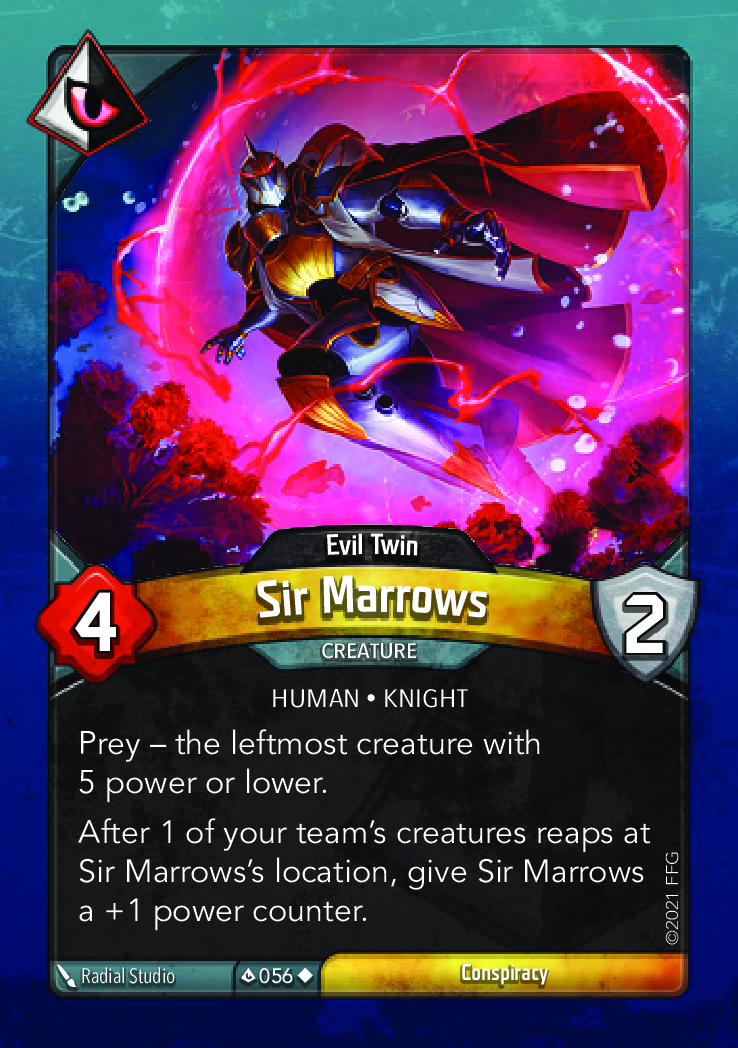 Evil Twin
Sir Marrows
4
2
CREATURE
HUMAN • KNIGHT
Prey – the leftmost creature with
5 power or lower.
After 1 of your team’s creatures reaps at
Sir Marrows’s location, give Sir Marrows
a +1 power counter.
©2021 FFG
Radial Studio
056
Conspiracy